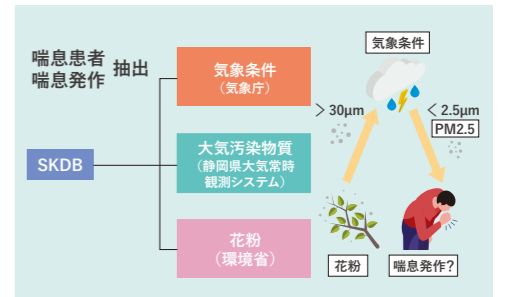 喘息患者
喘息発作
抽出
SKDB
気象条件
（気象庁）
大気汚染物質
（静岡県大気常時
観測システム）
花粉
（環境省）
気象条件
＞30μm
＜2.5μm
PM2.5
花粉
喘息発作？